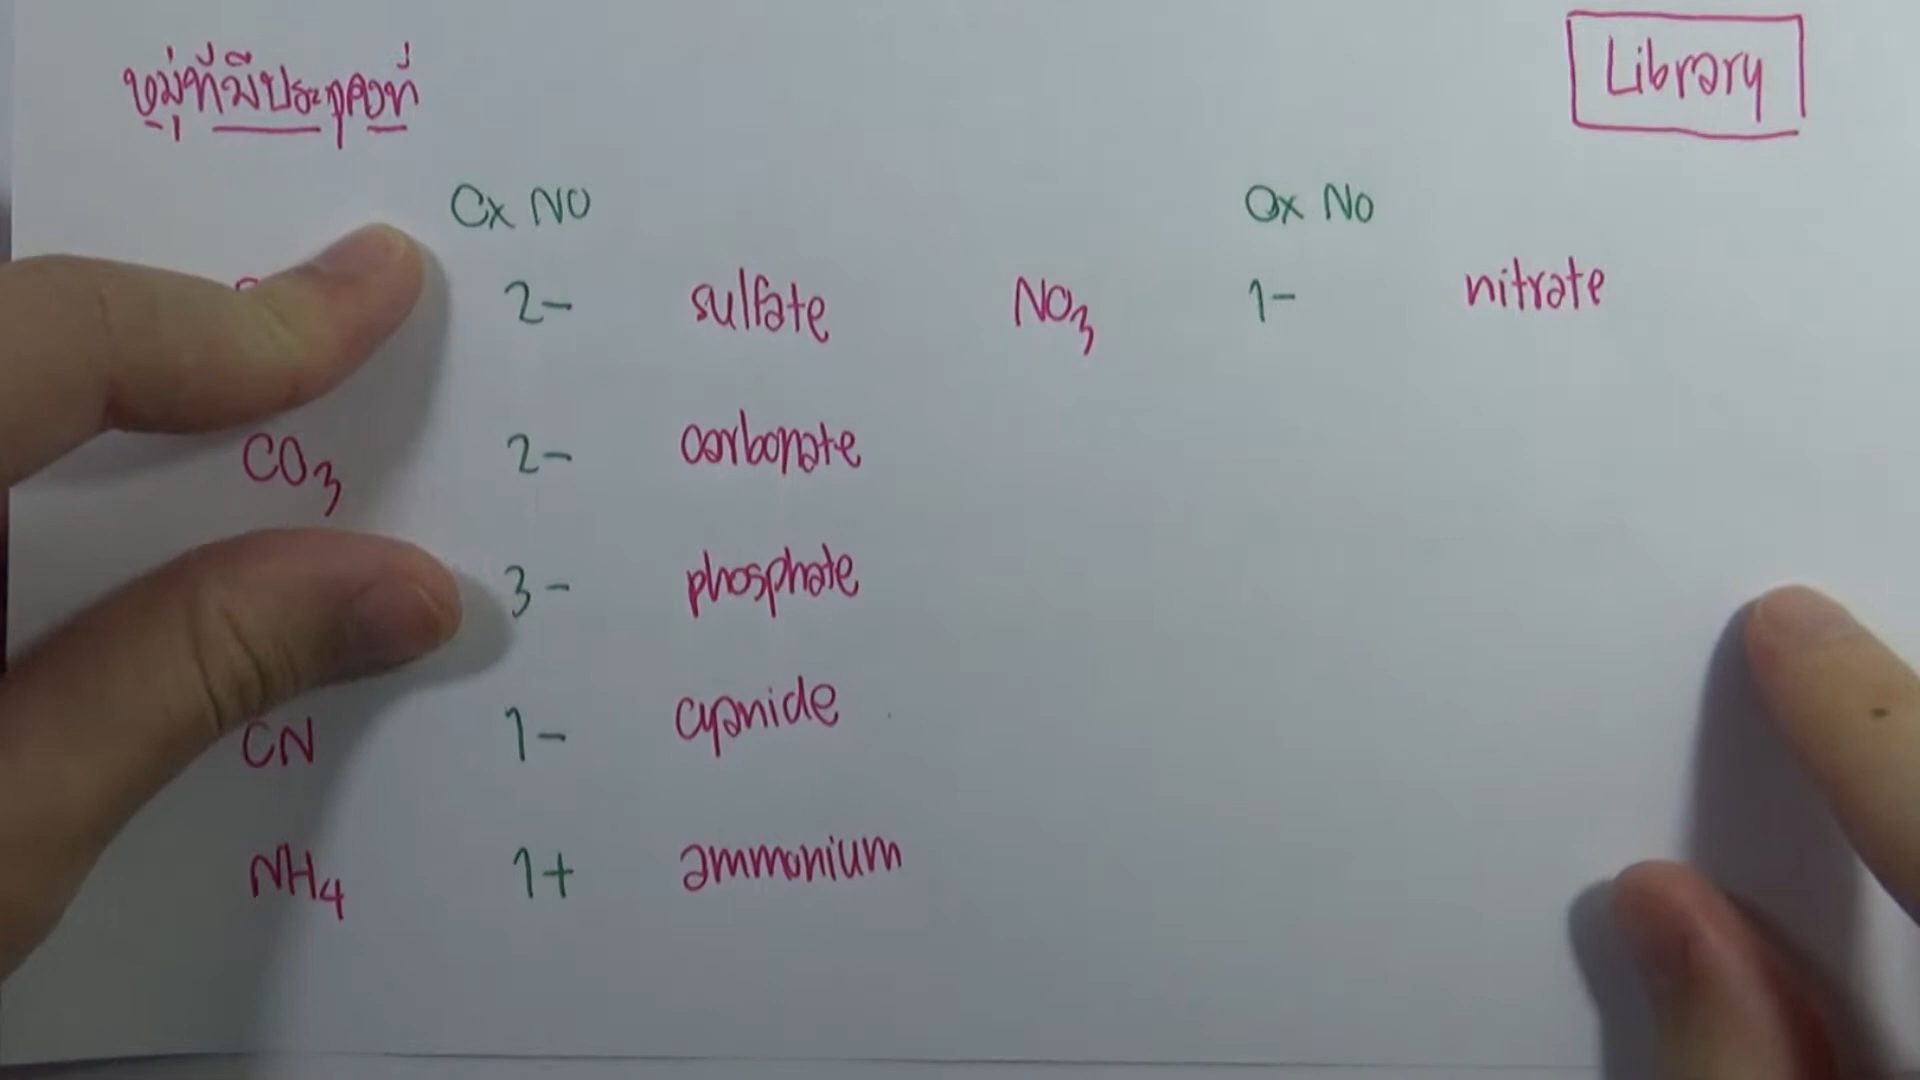 หมู่ที่มีประจุคงที่
Library
Ox NO
Ox No
2- sulfate
NO3 1- nitrate
CO3 2- carbonate
3- phosphate
CN 1- cyanide
NH4 1+ ammonium